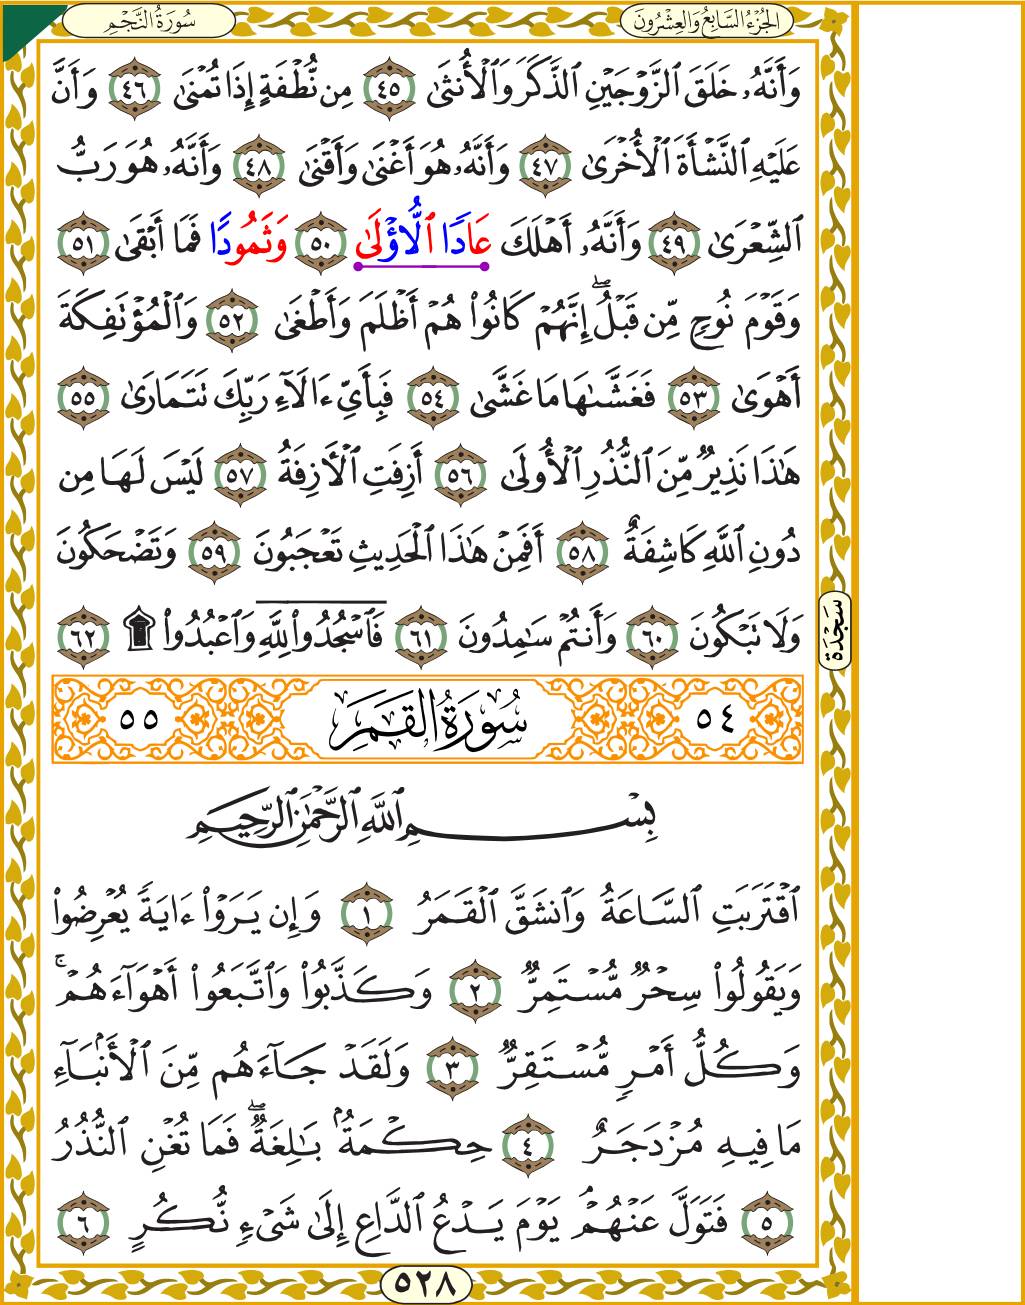 سُورَةُ النَّجْمِ
الجُزْءُ السَّابِعُ وَالعِشْرُونَ
وَأَنَّهُۥ خَلَقَ ٱلزَّوۡجَيۡنِ ٱلذَّكَرَ وَٱلۡأُنثَىٰ ٤٥ مِن نُّطۡفَةٍ إِذَا تُمۡنَىٰ ٤٦ وَأَنَّ
عَلَيۡهِ ٱلنَّشۡأَةَ ٱلۡأُخۡرَىٰ ٤٧ وَأَنَّهُۥ هُوَ أَغۡنَىٰ وَأَقۡنَىٰ ٤٨ وَأَنَّهُۥ هُوَ رَبُّ
ٱلشِّعۡرَىٰ ٤٩ وَأَنَّهُۥٓ أَهۡلَكَ عَادًا ٱلُّاؤۡلَىٰ ٥٠ وَثَمُودًا فَمَآ أَبۡقَىٰ ٥١
وَقَوۡمَ نُوحٖ مِّن قَبۡلُۖ إِنَّهُمۡ كَانُواْ هُمۡ أَظۡلَمَ وَأَطۡغَىٰ ٥٢ وَٱلۡمُؤۡتَفِكَةَ
أَهۡوَىٰ ٥٣ فَغَشَّىٰهَا مَا غَشَّىٰ ٥٤ فَبِأَيِّ ءَالَآءِ رَبِّكَ تَتَمَارَىٰ ٥٥
هَٰذَا نَذِيرٞ مِّنَ ٱلنُّذُرِ ٱلۡأُولَىٰٓ ٥٦ أَزِفَتِ ٱلۡأٓزِفَةُ ٥٧ لَيۡسَ لَهَا مِن
دُونِ ٱللَّهِ كَاشِفَةٌ ٥٨ أَفَمِنۡ هَٰذَا ٱلۡحَدِيثِ تَعۡجَبُونَ ٥٩ وَتَضۡحَكُونَ
وَلَا تَبۡكُونَ ٦٠ وَأَنتُمۡ سَٰمِدُونَ ٦١ فَٱسۡجُدُواْۤ لِلَّهِۤ وَٱعۡبُدُواْ ۩ ٦٢
سَجْدَة
٥٤ سُورَةُ القَمَرِ ٥٥
بِسۡمِ ٱللَّهِ ٱلرَّحۡمَٰنِ ٱلرَّحِيمِ
ٱقۡتَرَبَتِ ٱلسَّاعَةُ وَٱنشَقَّ ٱلۡقَمَرُ ١ وَإِن يَرَوۡاْ ءَايَةٗ يُعۡرِضُواْ
وَيَقُولُواْ سِحۡرٞ مُّسۡتَمِرّٞ ٢ وَكَذَّبُواْ وَٱتَّبَعُوٓاْ أَهۡوَآءَهُمۡۚ
وَكُلُّ أَمۡرٖ مُّسۡتَقِرّٞ ٣ وَلَقَدۡ جَآءَهُم مِّنَ ٱلۡأَنۢبَآءِ
مَا فِيهِ مُزۡدَجَرٌ ٤ حِكۡمَةُۢ بَٰلِغَةٞۖ فَمَا تُغۡنِ ٱلنُّذُرُ
٥ فَتَوَلَّ عَنۡهُمۡۘ يَوۡمَ يَدۡعُ ٱلدَّاعِ إِلَىٰ شَيۡءٖ نُّكُرٍ ٦
٥٢٨